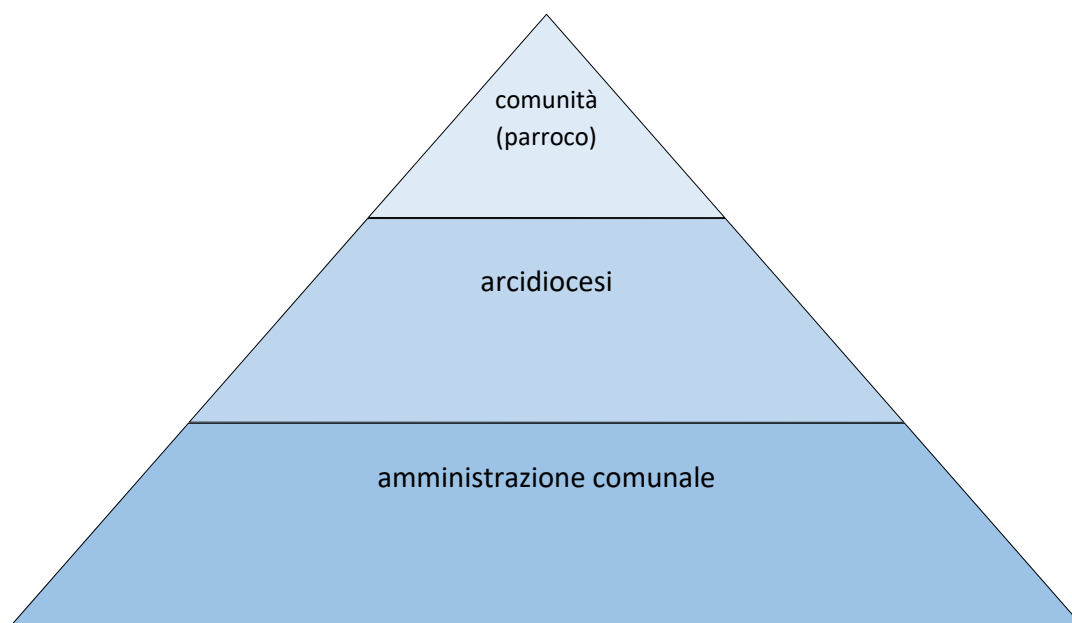 comunità
(parroco)
arcidiocesi
amministrazione comunale